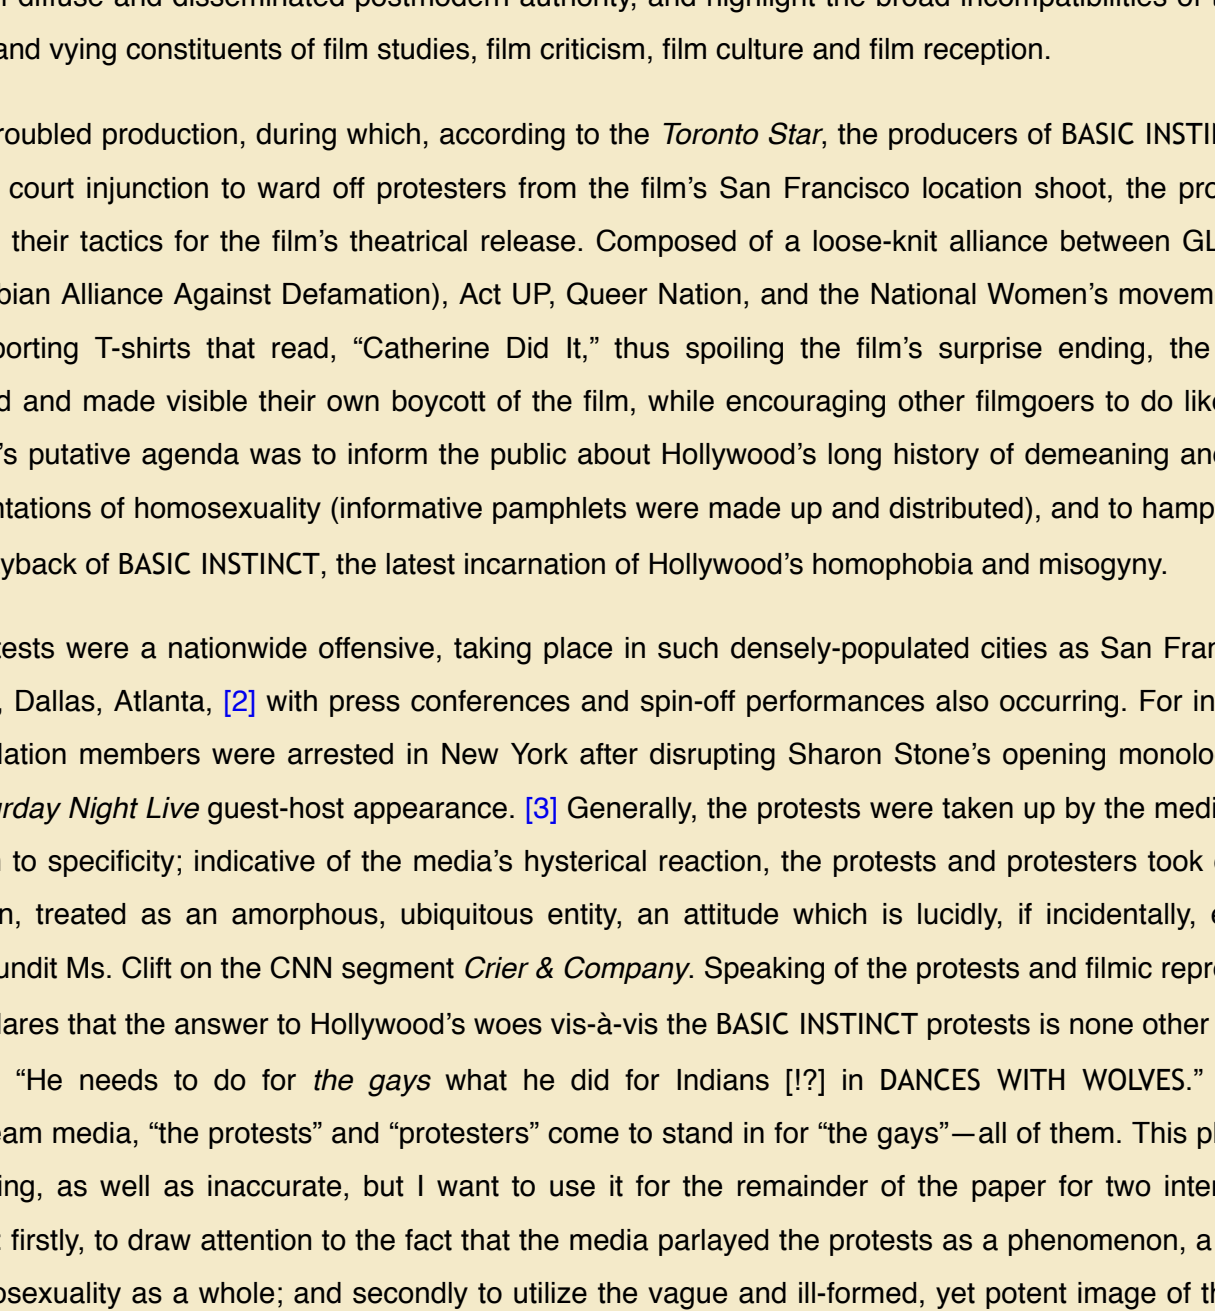 diffuse and disseminated postmodern authority, and highlight the broad incompatibilities of
and vying constituents of film studies, film criticism, film culture and film reception.
roubled production, during which, according to the Toronto Star, the producers of BASIC INSTI
court injunction to ward off protesters from the film’s San Francisco location shoot, the pro
their tactics for the film’s theatrical release. Composed of a loose-knit alliance between GL
bian Alliance Against Defamation), Act UP, Queer Nation, and the National Women’s movem
porting T-shirts that read, “Catherine Did It,” thus spoiling the film’s surprise ending, the
d and made visible their own boycott of the film, while encouraging other filmgoers to do lik
’s putative agenda was to inform the public about Hollywood’s long history of demeaning an
ntations of homosexuality (informative pamphlets were made up and distributed), and to hamp
yback of BASIC INSTINCT, the latest incarnation of Hollywood’s homophobia and misogyny.
tests were a nationwide offensive, taking place in such densely-populated cities as San Fran
, Dallas, Atlanta, [2] with press conferences and spin-off performances also occurring. For in
lation members were arrested in New York after disrupting Sharon Stone’s opening monolo
urday Night Live guest-host appearance. [3] Generally, the protests were taken up by the medi
n to specificity; indicative of the media’s hysterical reaction, the protests and protesters took
n, treated as an amorphous, ubiquitous entity, an attitude which is lucidly, if incidentally, e
undit Ms. Clift on the CNN segment Crier & Company. Speaking of the protests and filmic repr
lares that the answer to Hollywood’s woes vis-à-vis the BASIC INSTINCT protests is none other
“He needs to do for the gays what he did for Indians [!?] in DANCES WITH WOLVES.”
eam media, “the protests” and “protesters” come to stand in for “the gays”—all of them. This p
ing, as well as inaccurate, but I want to use it for the remainder of the paper for two inter
: firstly, to draw attention to the fact that the media parlayed the protests as a phenomenon, a
osexuality as a whole; and secondly to utilize the vague and ill-formed, yet potent image of th